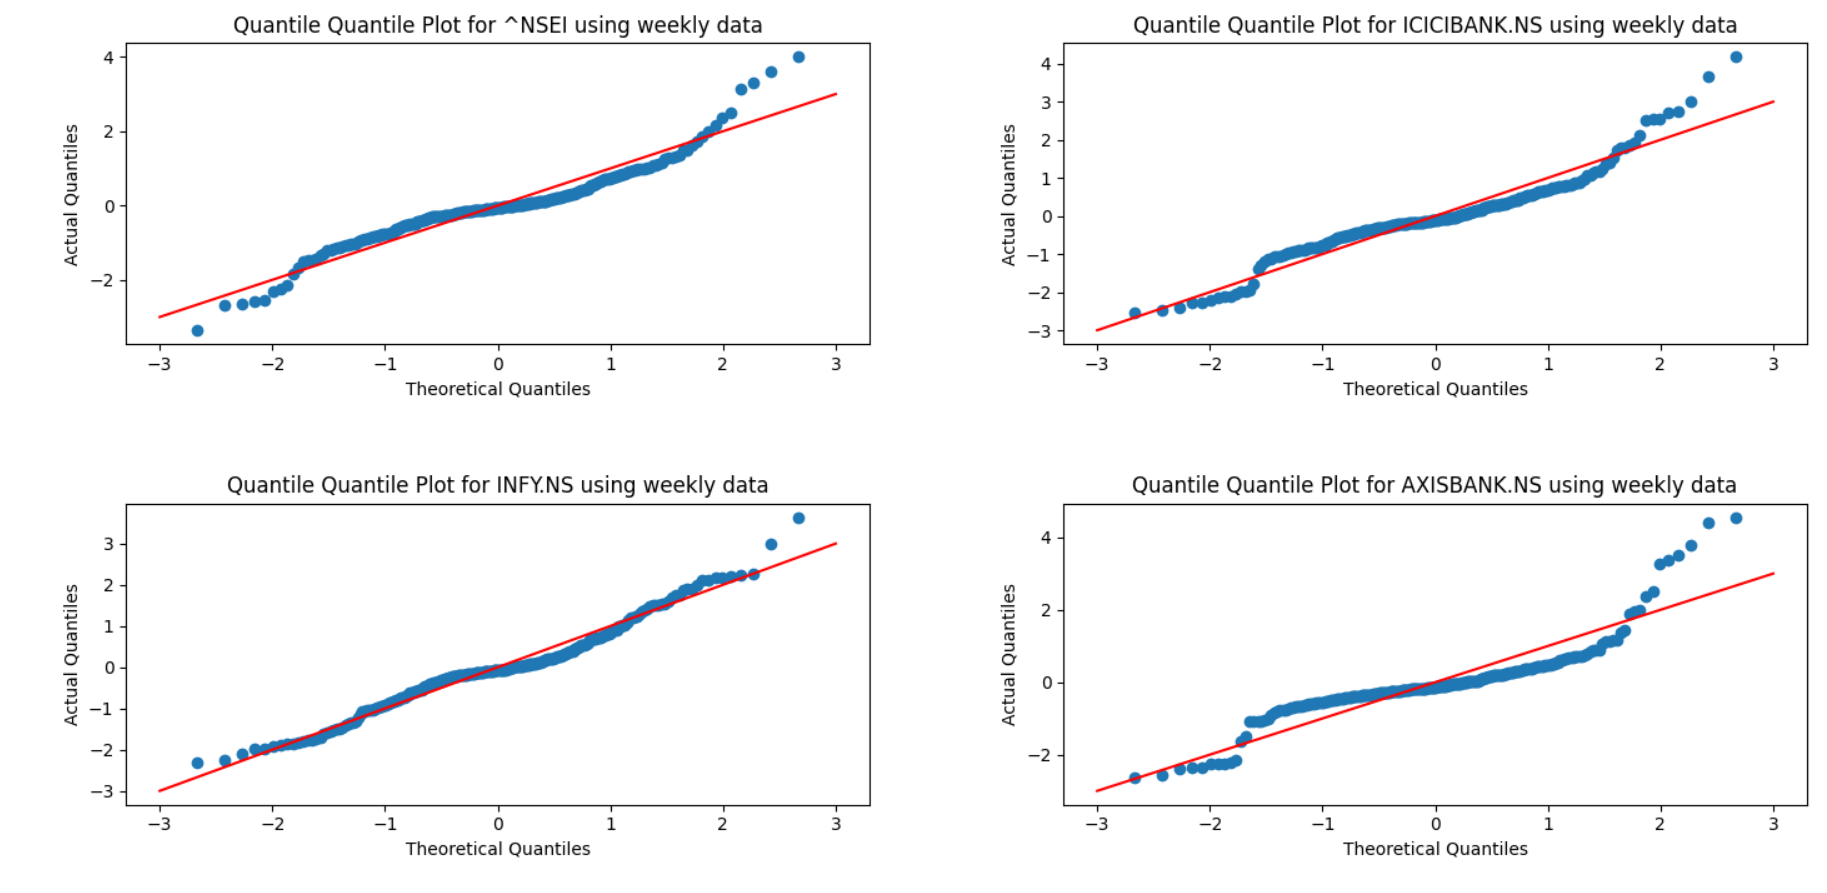 Quantile Quantile Plot for ^NSEI using weekly data
4
2
0
−2
Actual Quantiles
−3 −2 −1 0 1 2 3
Theoretical Quantiles
Quantile Quantile Plot for ICICIBANK.NS using weekly data
4
3
2
1
0
−1
−2
−3
Actual Quantiles
−3 −2 −1 0 1 2 3
Theoretical Quantiles
Quantile Quantile Plot for INFY.NS using weekly data
3
2
1
0
−1
−2
−3
Actual Quantiles
−3 −2 −1 0 1 2 3
Theoretical Quantiles
Quantile Quantile Plot for AXISBANK.NS using weekly data
4
2
0
−2
Actual Quantiles
−3 −2 −1 0 1 2 3
Theoretical Quantiles